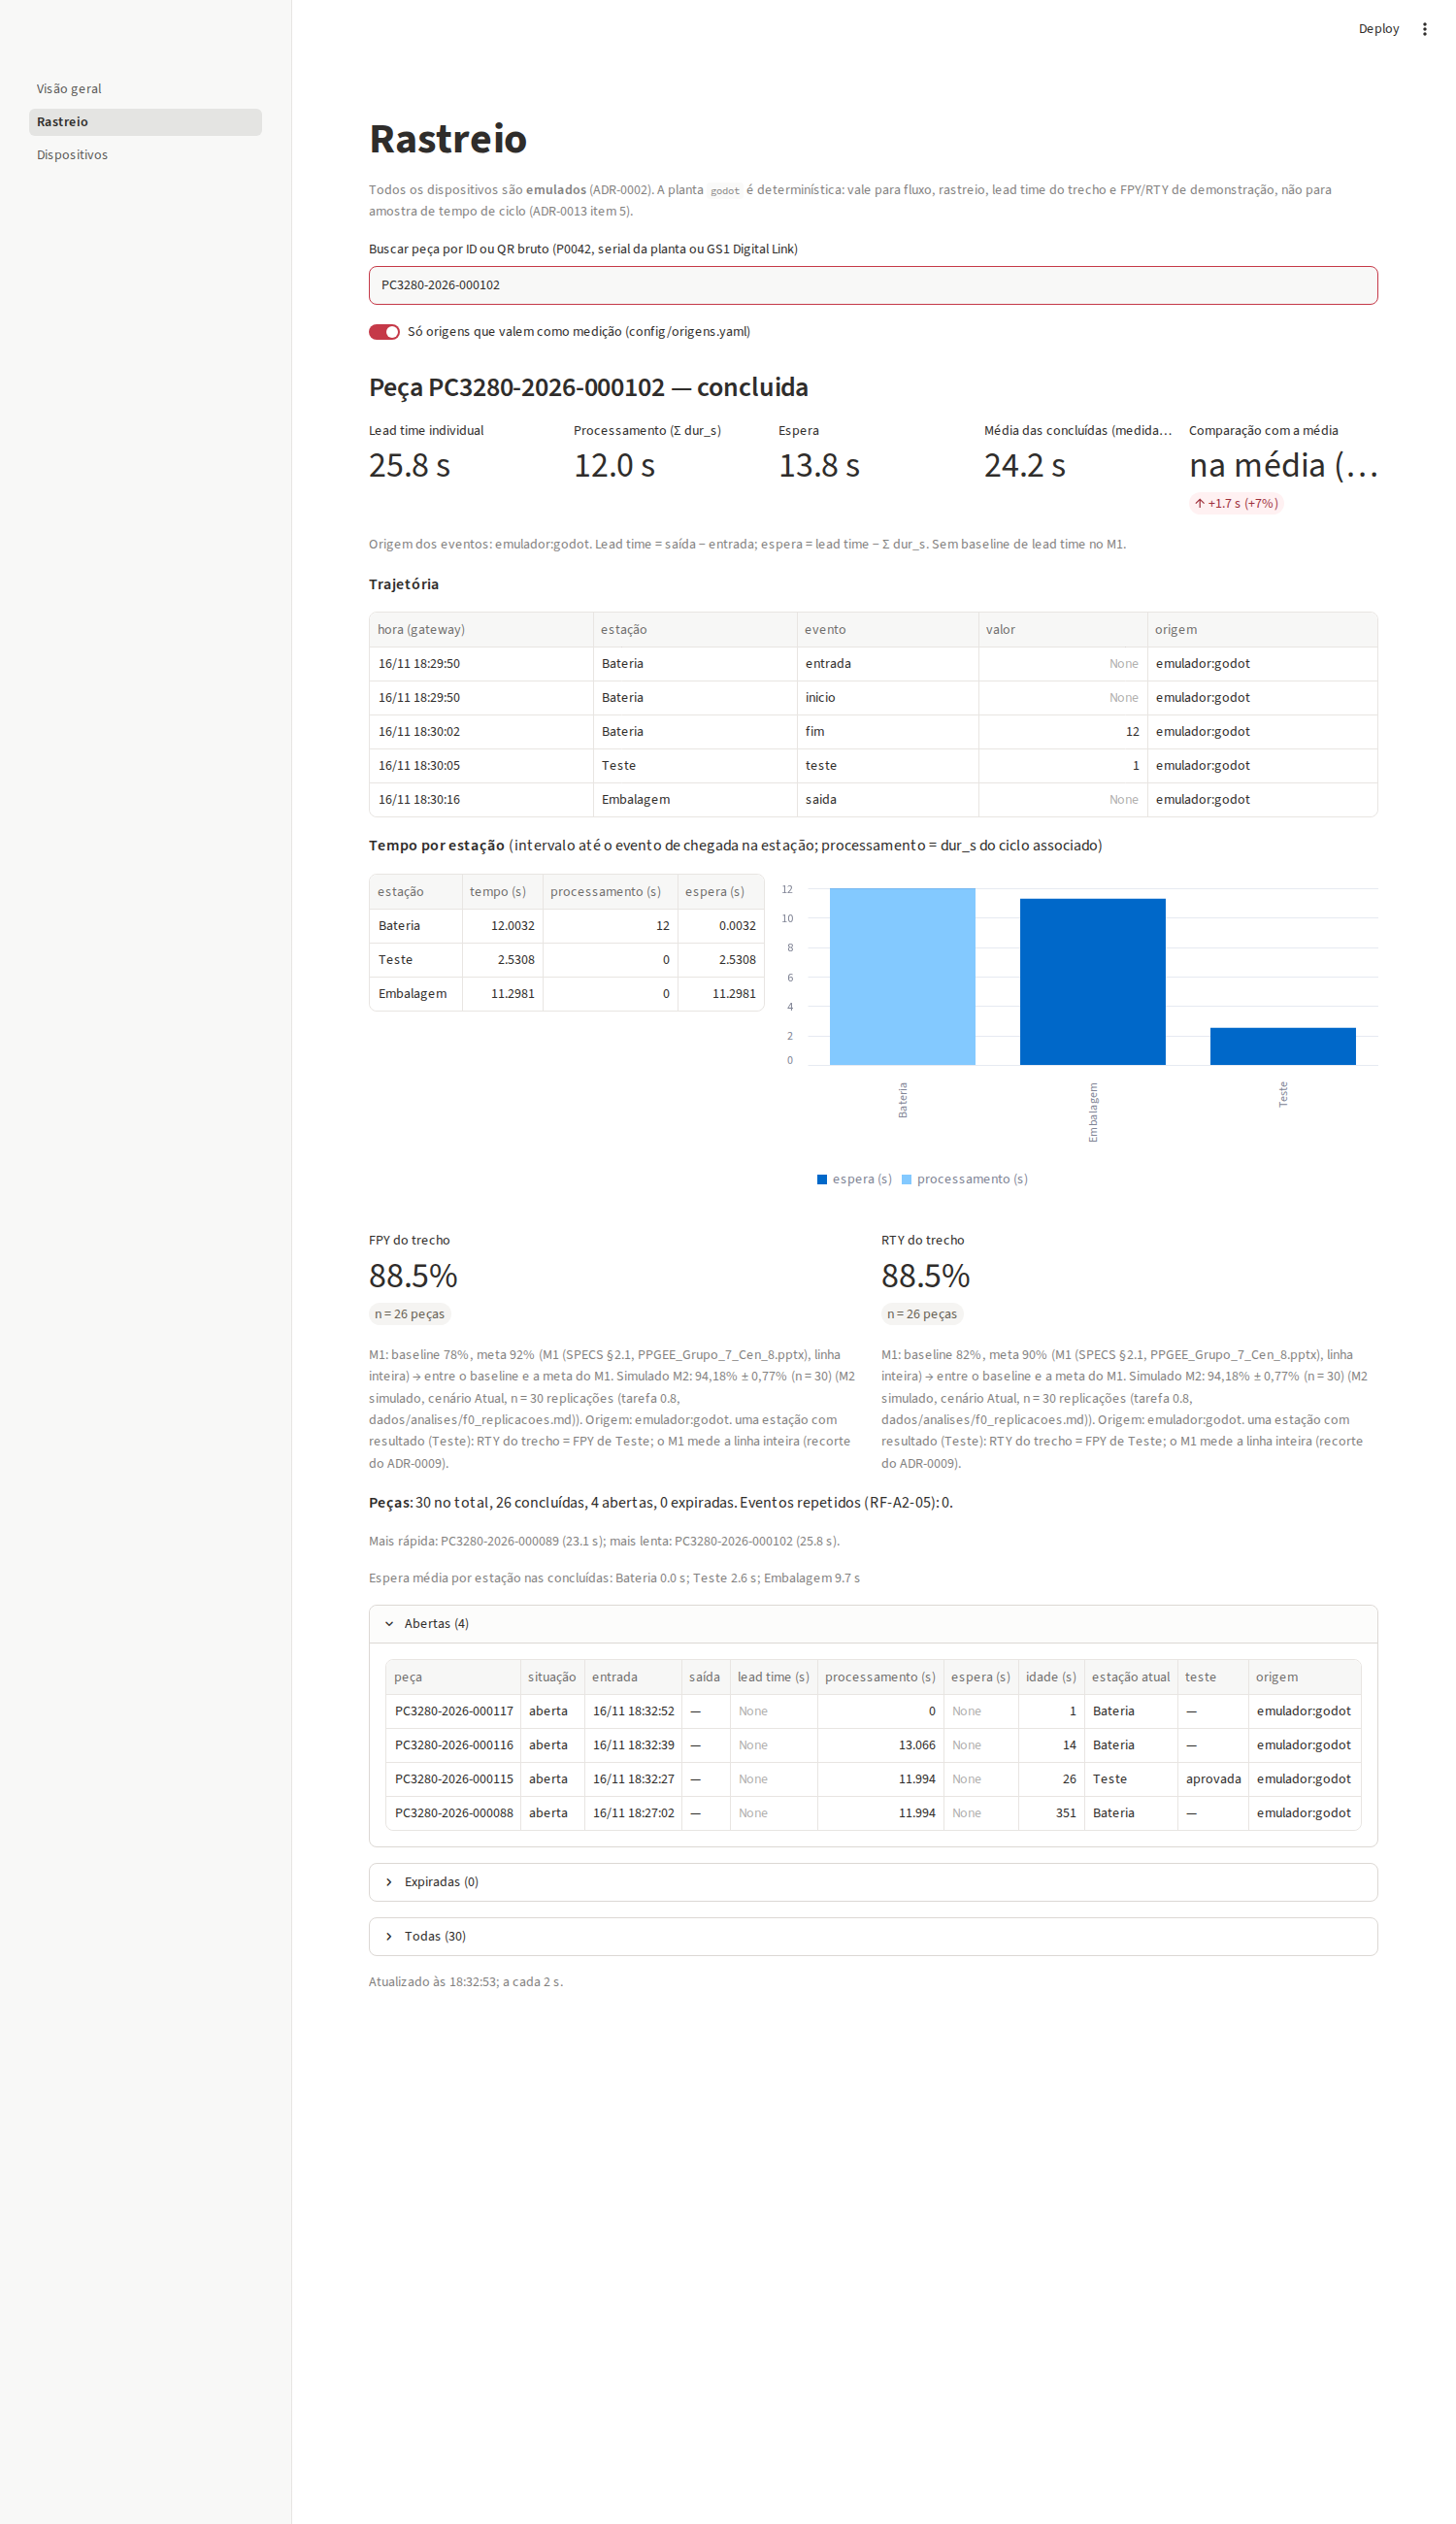 Deploy
Visão geral
Rastreio
Dispositivos
Rastreio
Todos os dispositivos são emulados (ADR-0002). A planta godot é determinística: vale para fluxo, rastreio, lead time do trecho e FPY/RTY de demonstração, não para
amostra de tempo de ciclo (ADR-0013 item 5).
Buscar peça por ID ou QR bruto (P0042, serial da planta ou GS1 Digital Link)
PC3280-2026-000102
Só origens que valem como medição (config/origens.yaml)
Peça PC3280-2026-000102 — concluida
Lead time individual Processamento (Σ dur_s) Espera Média das concluídas (medida… Comparação com a média
25.8 s 12.0 s 13.8 s 24.2 s na média (…
↑ +1.7 s (+7%)
Origem dos eventos: emulador:godot. Lead time = saída − entrada; espera = lead time − Σ dur_s. Sem baseline de lead time no M1.
Trajetória
hora (gateway) estação evento valor origem
16/11 18:29:50 Bateria entrada None emulador:godot
16/11 18:29:50 Bateria inicio None emulador:godot
16/11 18:30:02 Bateria fim 12 emulador:godot
16/11 18:30:05 Teste teste 1 emulador:godot
16/11 18:30:16 Embalagem saida None emulador:godot
Tempo por estação (intervalo até o evento de chegada na estação; processamento = dur_s do ciclo associado)
estação tempo (s) processamento (s) espera (s)
Bateria 12.0032 12 0.0032
Teste 2.5308 0 2.5308
Embalagem 11.2981 0 11.2981
12
10
8
6
4
2
0
Bateria Embalagem Teste
espera (s) processamento (s)
FPY do trecho
88.5%
n = 26 peças
M1: baseline 78%, meta 92% (M1 (SPECS §2.1, PPGEE_Grupo_7_Cen_8.pptx), linha
inteira) → entre o baseline e a meta do M1. Simulado M2: 94,18% ± 0,77% (n = 30) (M2
simulado, cenário Atual, n = 30 replicações (tarefa 0.8,
dados/analises/f0_replicacoes.md)). Origem: emulador:godot. uma estação com
resultado (Teste): RTY do trecho = FPY de Teste; o M1 mede a linha inteira (recorte
do ADR-0009).
RTY do trecho
88.5%
n = 26 peças
M1: baseline 82%, meta 90% (M1 (SPECS §2.1, PPGEE_Grupo_7_Cen_8.pptx), linha
inteira) → entre o baseline e a meta do M1. Simulado M2: 94,18% ± 0,77% (n = 30) (M2
simulado, cenário Atual, n = 30 replicações (tarefa 0.8,
dados/analises/f0_replicacoes.md)). Origem: emulador:godot. uma estação com
resultado (Teste): RTY do trecho = FPY de Teste; o M1 mede a linha inteira (recorte
do ADR-0009).
Peças: 30 no total, 26 concluídas, 4 abertas, 0 expiradas. Eventos repetidos (RF-A2-05): 0.
Mais rápida: PC3280-2026-000089 (23.1 s); mais lenta: PC3280-2026-000102 (25.8 s).
Espera média por estação nas concluídas: Bateria 0.0 s; Teste 2.6 s; Embalagem 9.7 s
Abertas (4)
peça situação entrada saída lead time (s) processamento (s) espera (s) idade (s) estação atual teste origem
PC3280-2026-000117 aberta 16/11 18:32:52 — None 0 None 1 Bateria — emulador:godot
PC3280-2026-000116 aberta 16/11 18:32:39 — None 13.066 None 14 Bateria — emulador:godot
PC3280-2026-000115 aberta 16/11 18:32:27 — None 11.994 None 26 Teste aprovada emulador:godot
PC3280-2026-000088 aberta 16/11 18:27:02 — None 11.994 None 351 Bateria — emulador:godot
Expiradas (0)
Todas (30)
Atualizado às 18:32:53; a cada 2 s.